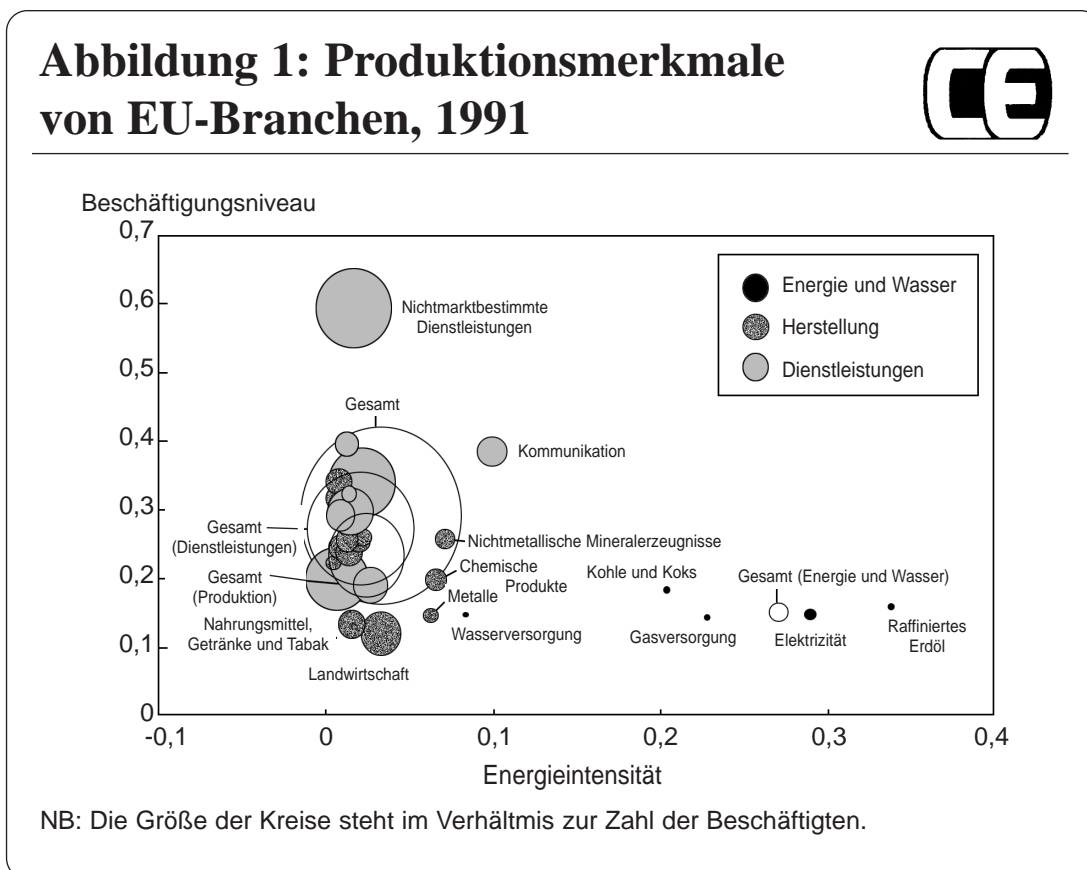 Abbildung 1: Produktionsmerkmale
von EU-Branchen, 1991
CE
Beschäftigungsniveau
0,7
0,6
0,5
0,4
0,3
0,2
0,1
0
-0,1
0
0,1
0,2
0,3
0,4
Energieintensität
Energie und Wasser
Herstellung
Dienstleistungen
Nichtmarktbestimmte
Dienstleistungen
Gesamt
Kommunikation
Gesamt
(Dienstleistungen)
Gesamt
(Produktion)
Nichtmetallische Mineralerzeugnisse
Chemische
Produkte
Metalle
Wasserversorgung
Kohle und Koks
Gasversorgung
Gesamt (Energie und Wasser)
Elektrizität
Raffiniertes
Erdöl
Nahrungsmittel,
Getränke und Tabak
Landwirtschaft
NB: Die Größe der Kreise steht im Verhältmis zur Zahl der Beschäftigten.